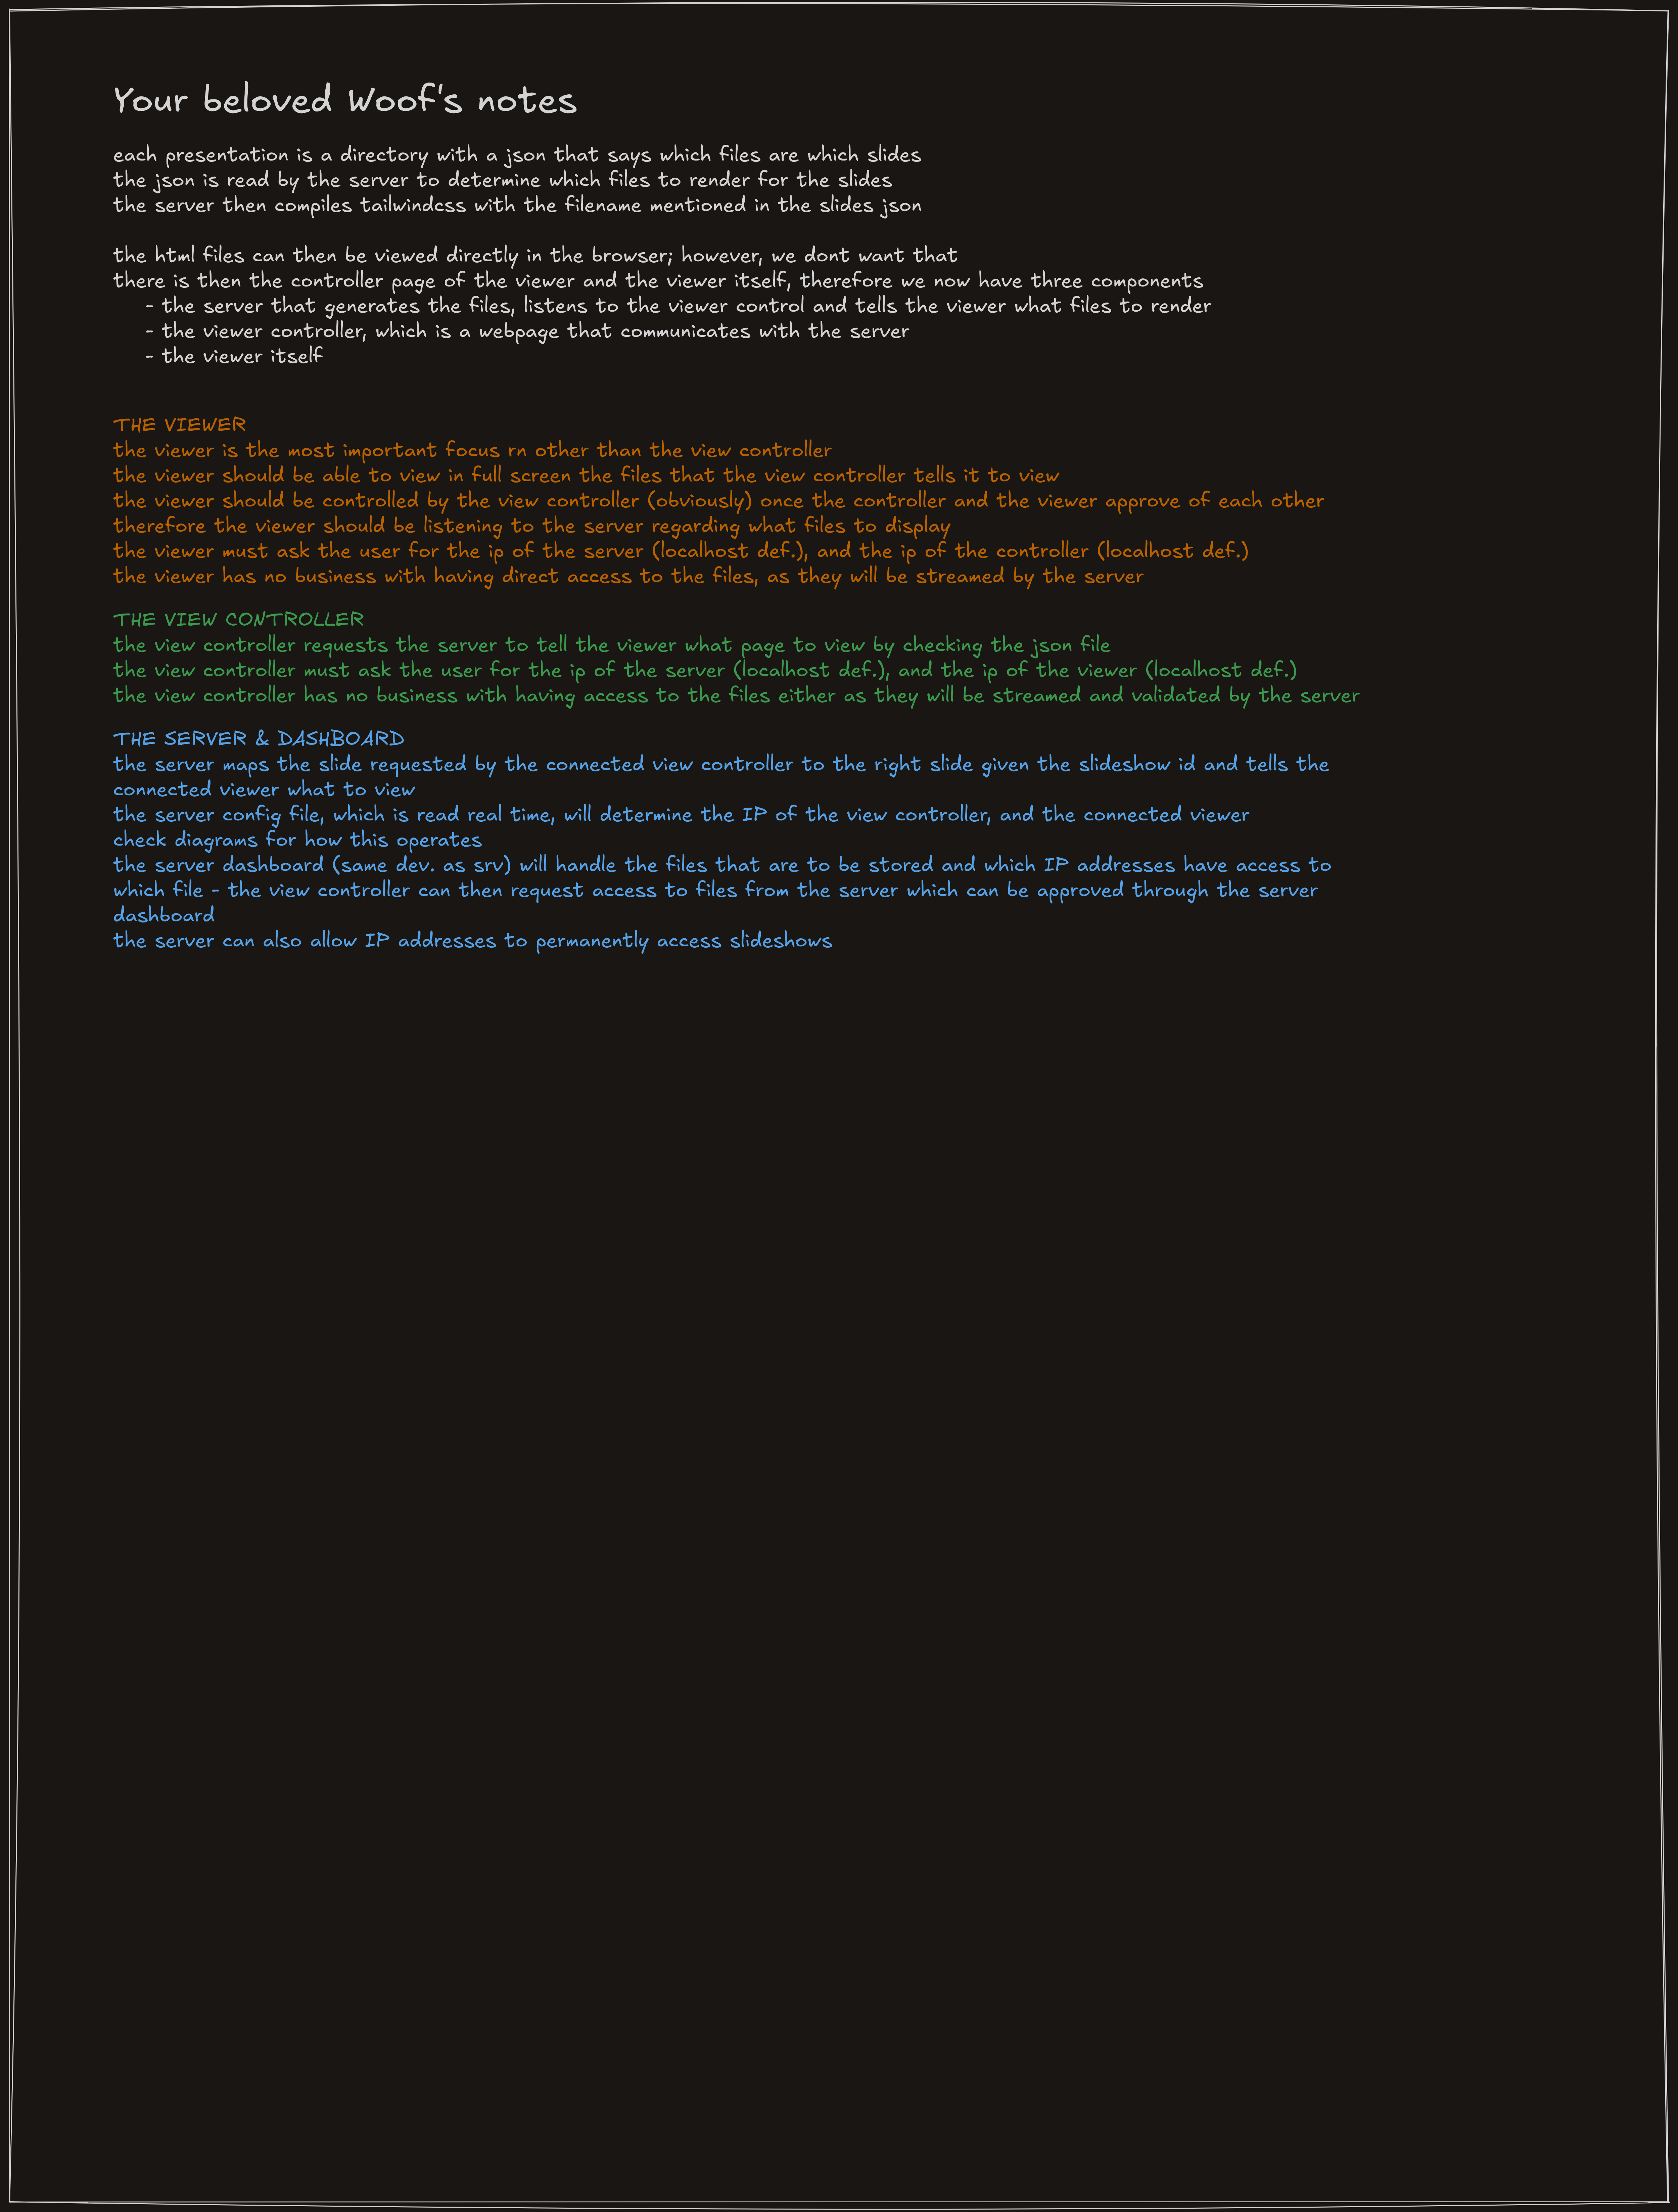 Your beloved Woof's notes
each presentation is a directory with a json that says which files are which slides
the json is read by the server to determine which files to render for the slides
the server then compiles tailwindcss with the filename mentioned in the slides json
the html files can then be viewed directly in the browser; however, we dont want that
there is then the controller page of the viewer and the viewer itself, therefore we now have three components
- the server that generates the files, listens to the viewer control and tells the viewer what files to render
- the viewer controller, which is a webpage that communicates with the server
- the viewer itself
THE VIEWER
the viewer is the most important focus rn other than the view controller
the viewer should be able to view in full screen the files that the view controller tells it to view
the viewer should be controlled by the view controller (obviously) once the controller and the viewer approve of each other
therefore the viewer should be listening to the server regarding what files to display
the viewer must ask the user for the ip of the server (localhost def.), and the ip of the controller (localhost def.)
the viewer has no business with having direct access to the files, as they will be streamed by the server
THE VIEW CONTROLLER
the view controller requests the server to tell the viewer what page to view by checking the json file
the view controller must ask the user for the ip of the server (localhost def.), and the ip of the viewer (localhost def.)
the view controller has no business with having access to the files either as they will be streamed and validated by the server
THE SERVER & DASHBOARD
the server maps the slide requested by the connected view controller to the right slide given the slideshow id and tells the
connected viewer what to view
the server config file, which is read real time, will determine the IP of the view controller, and the connected viewer
check diagrams for how this operates
the server dashboard (same dev. as srv) will handle the files that are to be stored and which IP addresses have access to
which file - the view controller can then request access to files from the server which can be approved through the server
dashboard
the server can also allow IP addresses to permanently access slideshows